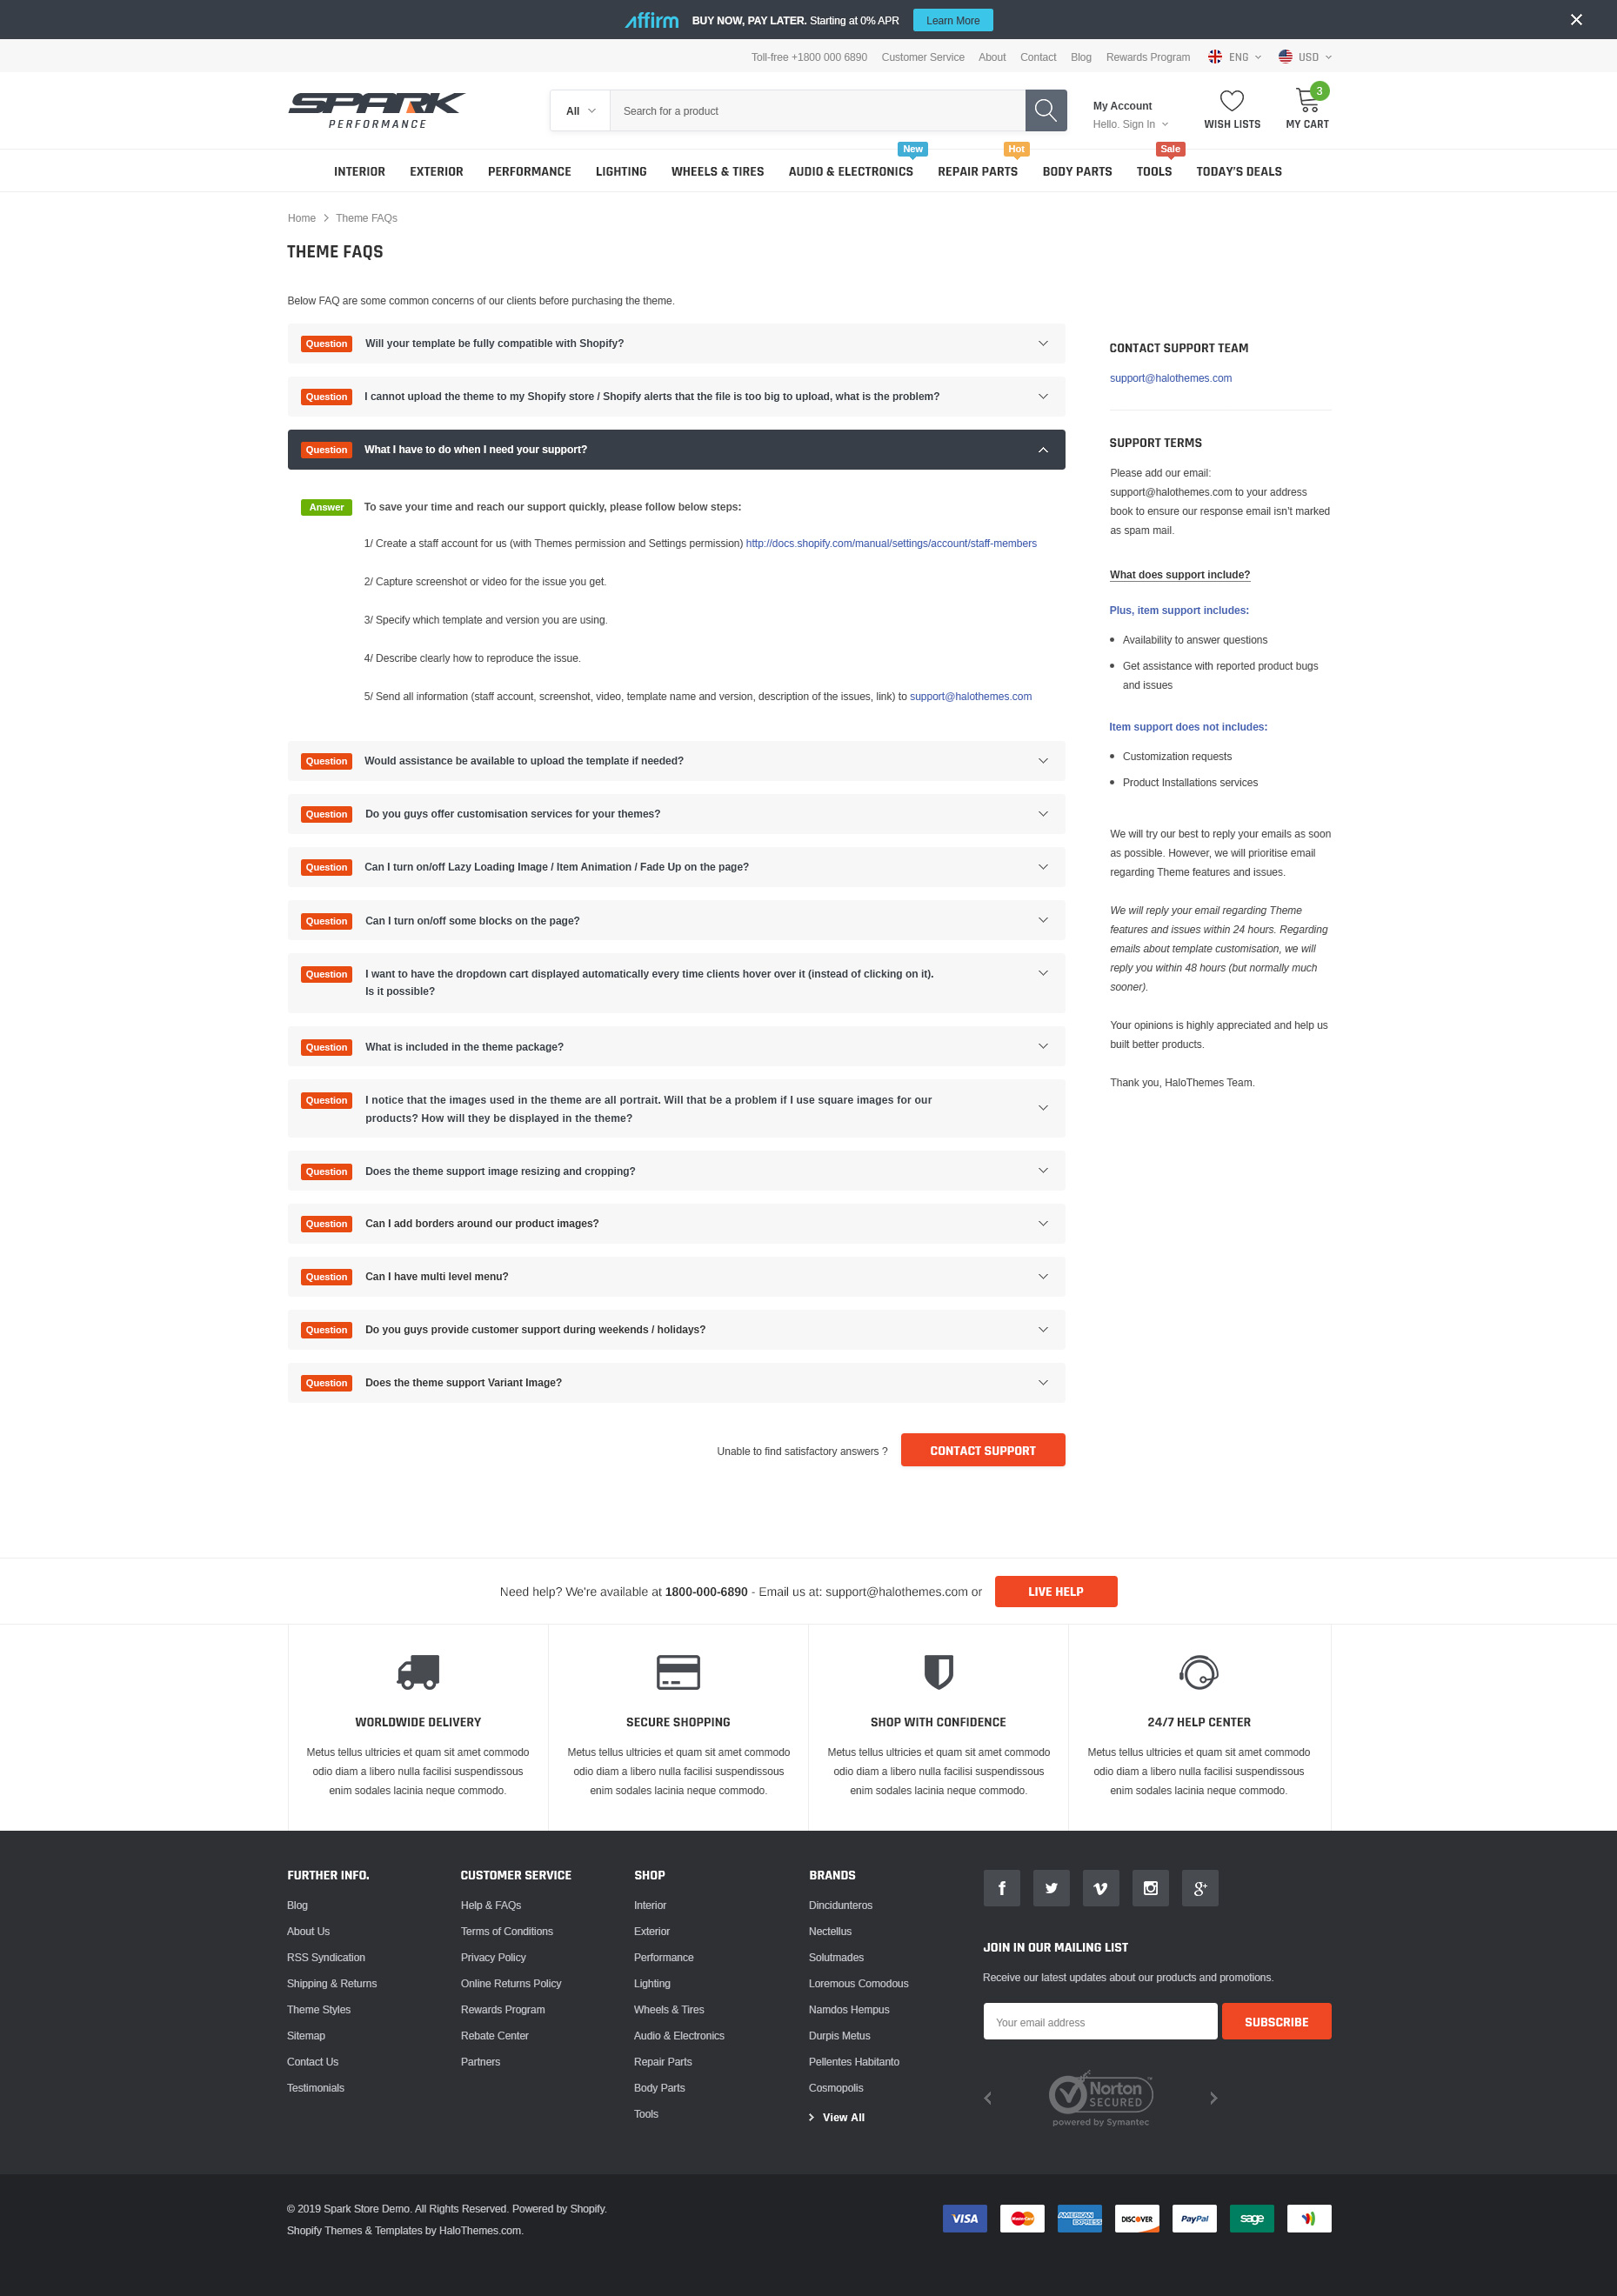 affirm BUY NOW, PAY LATER. Starting at 0% APR Learn More
Toll-free +1800 000 6890 Customer Service About Contact Blog Rewards Program ENG USD
SPARK
PERFORMANCE
All Search for a product
My Account
Hello. Sign In
WISH LISTS
3
MY CART
New Hot Sale
INTERIOR EXTERIOR PERFORMANCE LIGHTING WHEELS & TIRES AUDIO & ELECTRONICS REPAIR PARTS BODY PARTS TOOLS TODAY'S DEALS
Home Theme FAQs
THEME FAQS
Below FAQ are some common concerns of our clients before purchasing the theme.
Question Will your template be fully compatible with Shopify?
Question I cannot upload the theme to my Shopify store / Shopify alerts that the file is too big to upload, what is the problem?
Question What I have to do when I need your support?
Answer To save your time and reach our support quickly, please follow below steps:
1/ Create a staff account for us (with Themes permission and Settings permission) http://docs.shopify.com/manual/settings/account/staff-members
2/ Capture screenshot or video for the issue you get.
3/ Specify which template and version you are using.
4/ Describe clearly how to reproduce the issue.
5/ Send all information (staff account, screenshot, video, template name and version, description of the issues, link) to support@halothemes.com
Question Would assistance be available to upload the template if needed?
Question Do you guys offer customisation services for your themes?
Question Can I turn on/off Lazy Loading Image / Item Animation / Fade Up on the page?
Question Can I turn on/off some blocks on the page?
Question I want to have the dropdown cart displayed automatically every time clients hover over it (instead of clicking on it).
Is it possible?
Question What is included in the theme package?
Question I notice that the images used in the theme are all portrait. Will that be a problem if I use square images for our
products? How will they be displayed in the theme?
Question Does the theme support image resizing and cropping?
Question Can I add borders around our product images?
Question Can I have multi level menu?
Question Do you guys provide customer support during weekends / holidays?
Question Does the theme support Variant Image?
Unable to find satisfactory answers ? CONTACT SUPPORT
CONTACT SUPPORT TEAM
support@halothemes.com
SUPPORT TERMS
Please add our email:
support@halothemes.com to your address
book to ensure our response email isn't marked
as spam mail.
What does support include?
Plus, item support includes:
Availability to answer questions
Get assistance with reported product bugs
and issues
Item support does not includes:
Customization requests
Product Installations services
We will try our best to reply your emails as soon
as possible. However, we will prioritise email
regarding Theme features and issues.
We will reply your email regarding Theme
features and issues within 24 hours. Regarding
emails about template customisation, we will
reply you within 48 hours (but normally much
sooner).
Your opinions is highly appreciated and help us
built better products.
Thank you, HaloThemes Team.
Need help? We're available at 1800-000-6890 - Email us at: support@halothemes.com or LIVE HELP
WORLDWIDE DELIVERY
Metus tellus ultricies et quam sit amet commodo
odio diam a libero nulla facilisi suspendissous
enim sodales lacinia neque commodo.
SECURE SHOPPING
Metus tellus ultricies et quam sit amet commodo
odio diam a libero nulla facilisi suspendissous
enim sodales lacinia neque commodo.
SHOP WITH CONFIDENCE
Metus tellus ultricies et quam sit amet commodo
odio diam a libero nulla facilisi suspendissous
enim sodales lacinia neque commodo.
24/7 HELP CENTER
Metus tellus ultricies et quam sit amet commodo
odio diam a libero nulla facilisi suspendissous
enim sodales lacinia neque commodo.
FURTHER INFO.
Blog
About Us
RSS Syndication
Shipping & Returns
Theme Styles
Sitemap
Contact Us
Testimonials
CUSTOMER SERVICE
Help & FAQs
Terms of Conditions
Privacy Policy
Online Returns Policy
Rewards Program
Rebate Center
Partners
SHOP
Interior
Exterior
Performance
Lighting
Wheels & Tires
Audio & Electronics
Repair Parts
Body Parts
Tools
BRANDS
Dincidunteros
Nectellus
Solutmades
Loremous Comodous
Namdos Hempus
Durpis Metus
Pellentes Habitanto
Cosmopolis
View All
JOIN IN OUR MAILING LIST
Receive our latest updates about our products and promotions.
Your email address SUBSCRIBE
Norton
SECURED
powered by Symantec
© 2019 Spark Store Demo. All Rights Reserved. Powered by Shopify.
Shopify Themes & Templates by HaloThemes.com.
VISA MasterCard AMERICAN EXPRESS DISCOVER PayPal sage